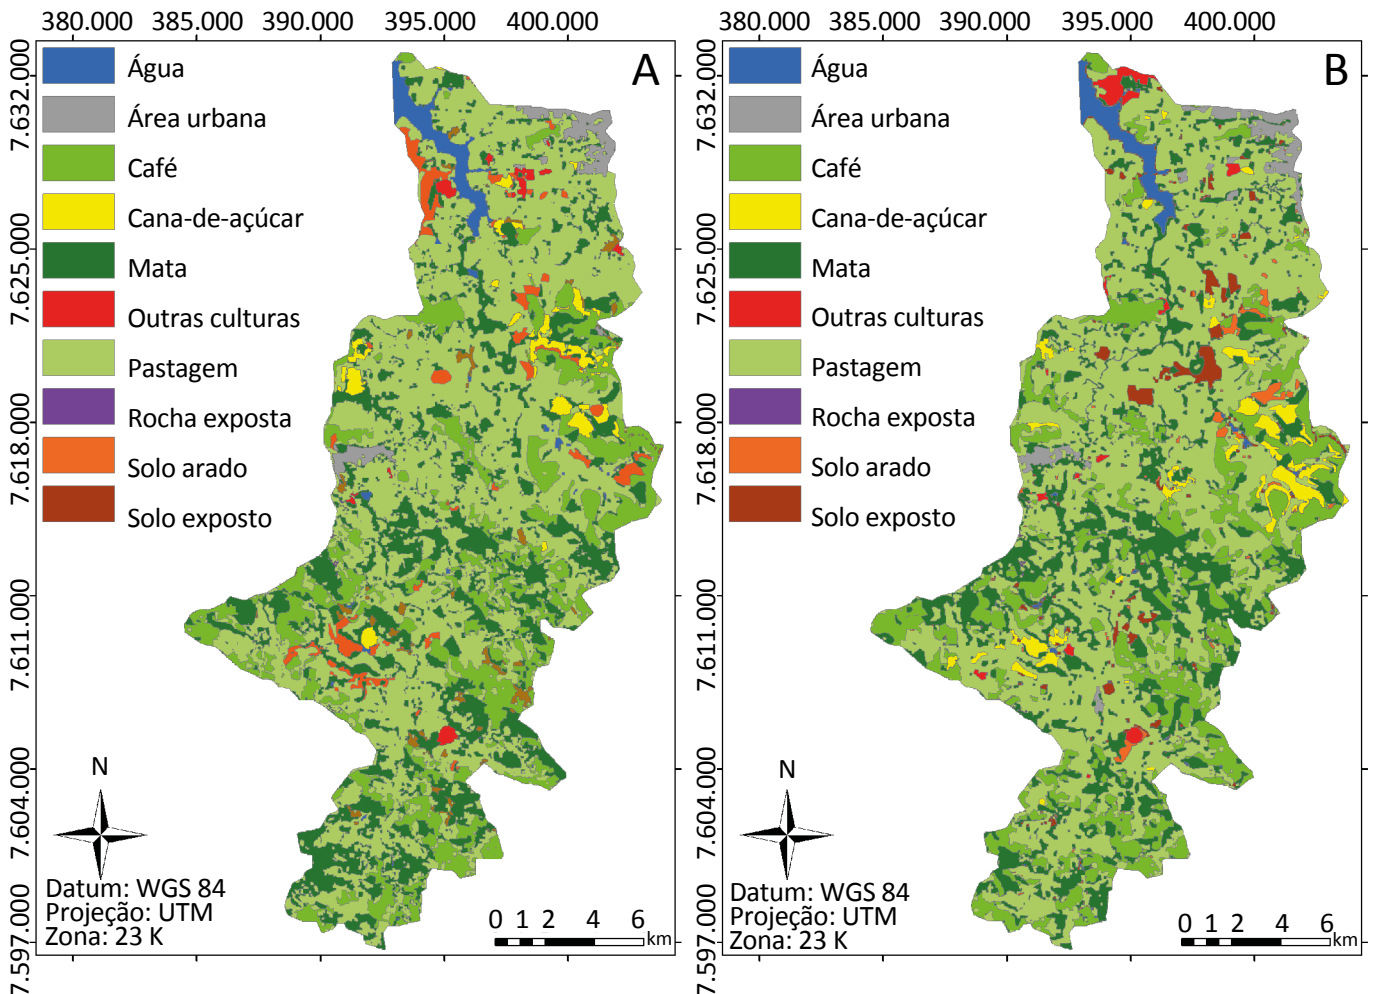 380.000 385.000 390.000 395.000 400.000
7.632.000
7.625.000
7.618.000
7.611.000
7.604.000
7.597.000
A
Água
Área urbana
Café
Cana-de-açúcar
Mata
Outras culturas
Pastagem
Rocha exposta
Solo arado
Solo exposto
N
Datum: WGS 84
Projeção: UTM
Zona: 23 K
0 1 2 4 6
km
380.000 385.000 390.000 395.000 400.000
7.632.000
7.625.000
7.618.000
7.611.000
7.604.000
7.597.000
B
Água
Área urbana
Café
Cana-de-açúcar
Mata
Outras culturas
Pastagem
Rocha exposta
Solo arado
Solo exposto
N
Datum: WGS 84
Projeção: UTM
Zona: 23 K
0 1 2 4 6
km